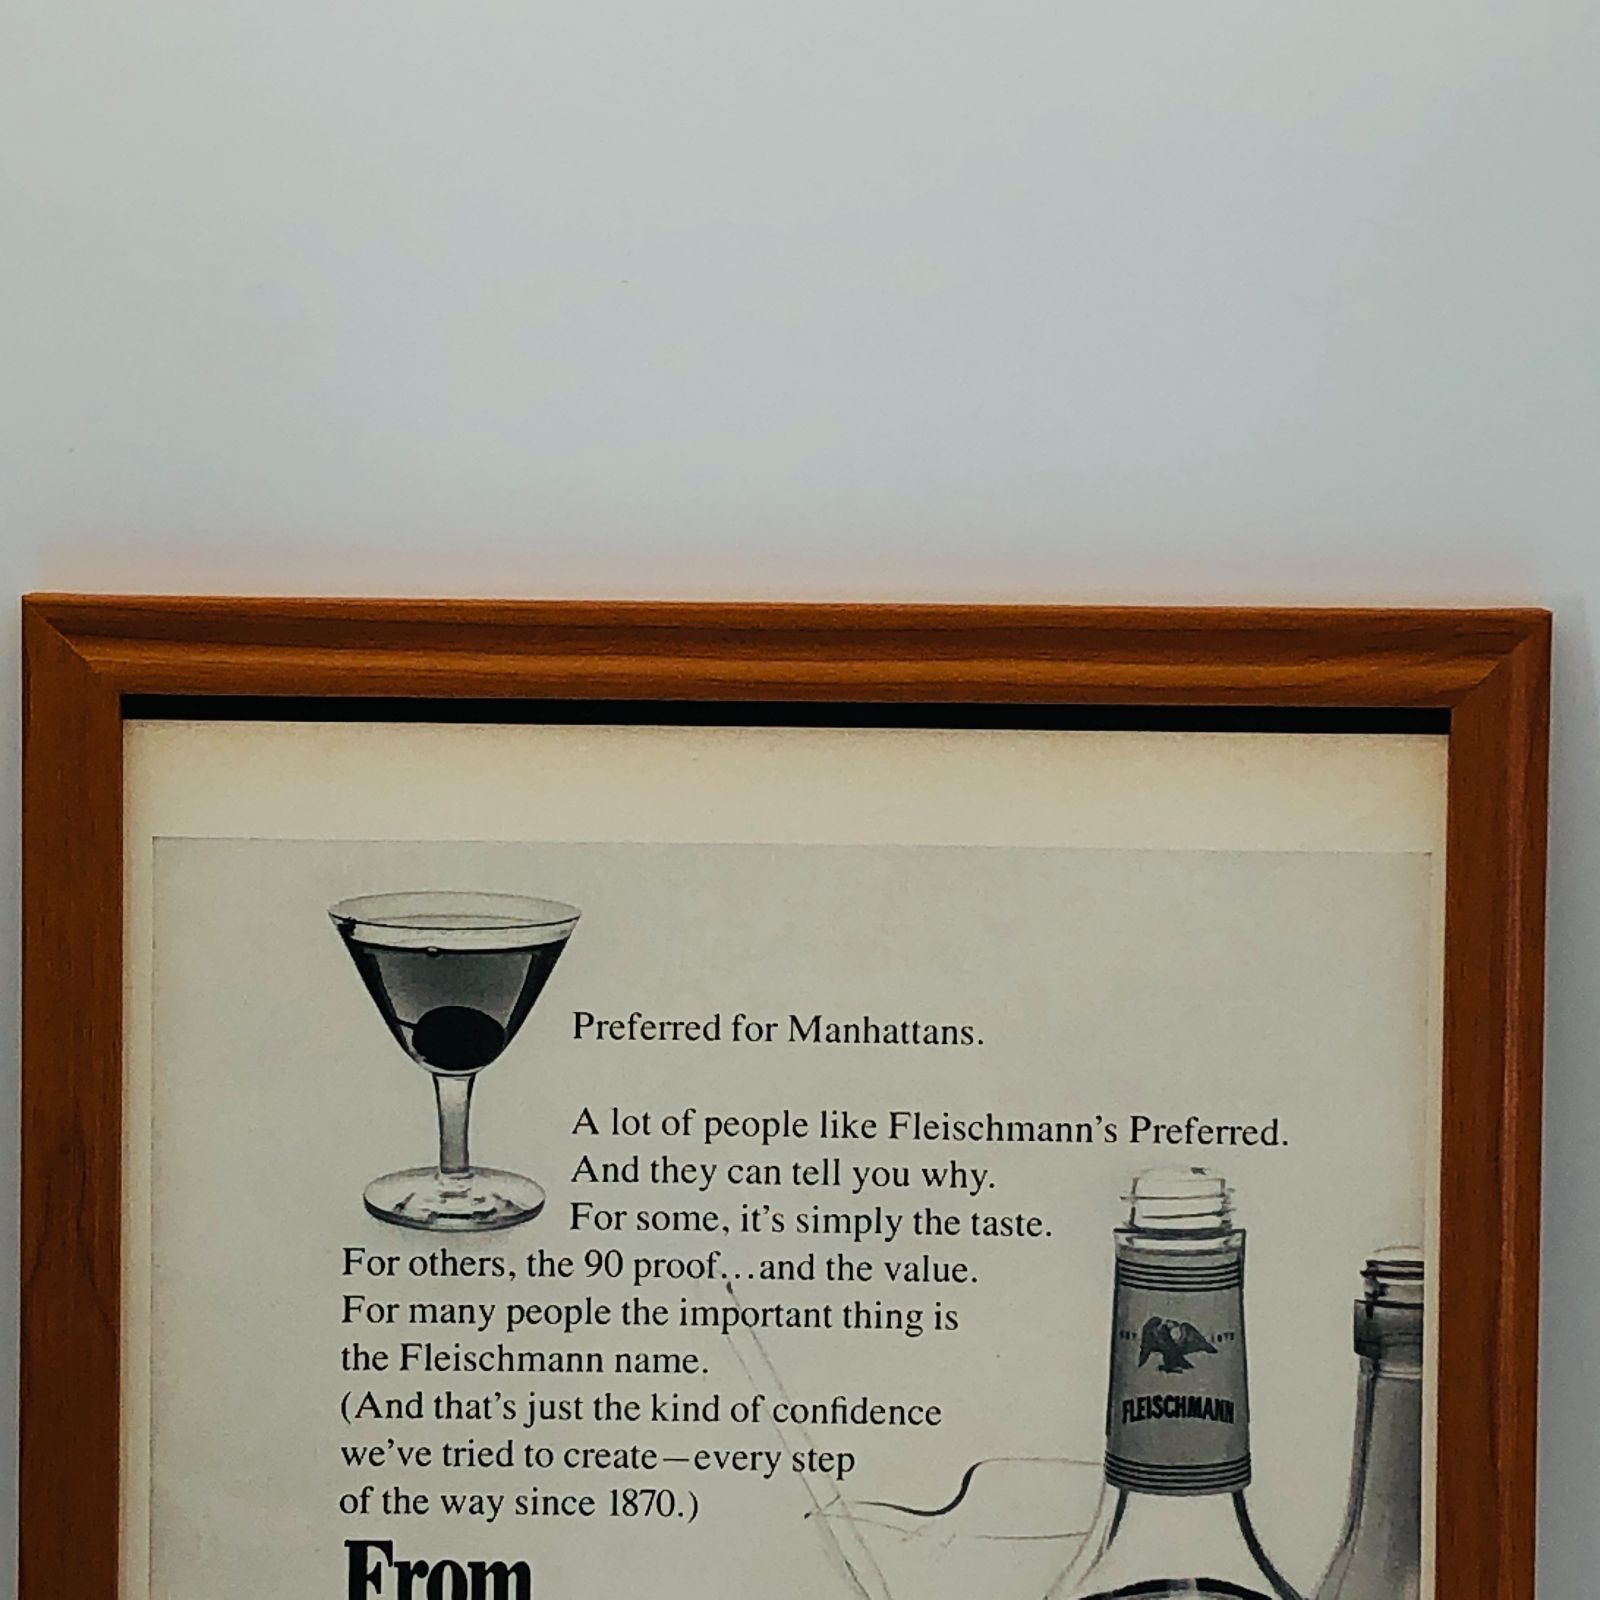 Preferred for Manhattans.
A lot of people like Fleischmann's Preferred.
And they can tell you why.
For some, it's simply the taste.
For others, the 90 proof...and the value.
For many people the important thing is
the Fleischmann name.
(And that's just the kind of confidence
we've tried to create—every step
of the way since 1870.)
From
FLEISCHMANN